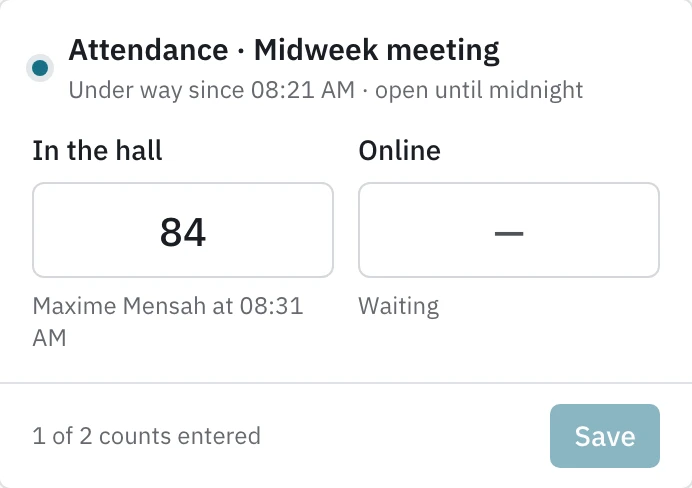 Attendance · Midweek meeting
Under way since 08:21 AM · open until midnight
In the hall
Online
84
—
Maxime Mensah at 08:31
AM
Waiting
1 of 2 counts entered
Save